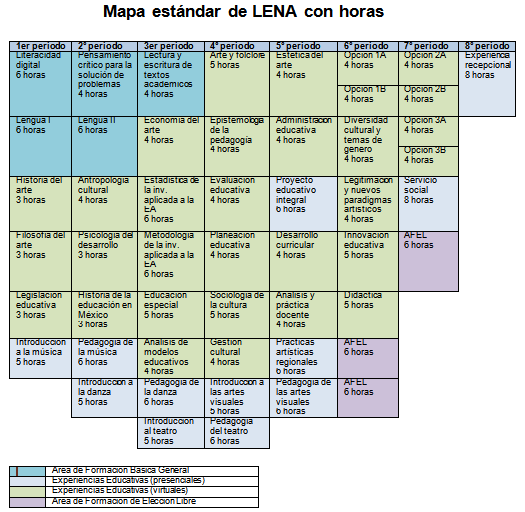 Mapa estándar de LENA con horas
1er periodo 2º periodo 3er periodo 4º periodo 5º periodo 6º periodo 7º periodo 8º periodo
Literacidad
digital
6 horas
Pensamiento
crítico para la
solución de
problemas
4 horas
Lectura y
escritura de
textos
académicos
4 horas
Arte y folclore
5 horas
Estética del
arte
4 horas
Opción 1A
4 horas
Opción 1B
4 horas
Opción 2A
4 horas
Opción 2B
4 horas
Experiencia
recepcional
8 horas
Lengua I
6 horas
Lengua II
6 horas
Economía del
arte
4 horas
Epistemología
de la
pedagogía
4 horas
Administración
educativa
4 horas
Diversidad
cultural y
temas de
género
4 horas
Opción 3A
4 horas
Opción 3B
4 horas
Historia del
arte
3 horas
Antropología
cultural
4 horas
Estadística de
la inv.
aplicada a la
EA
6 horas
Evaluación
educativa
4 horas
Proyecto
educativo
integral
6 horas
Legitimación
y nuevos
paradigmas
artísticos
4 horas
Servicio
social
8 horas
Filosofía del
arte
3 horas
Psicología del
desarrollo
3 horas
Metodología
de la inv.
aplicada a la
EA
6 horas
Planeación
educativa
4 horas
Desarrollo
curricular
4 horas
Innovación
educativa
5 horas
AFEL
6 horas
Legislación
educativa
3 horas
Historia de la
educación en
México
3 horas
Educación
especial
5 horas
Sociología de
la cultura
5 horas
Análisis y
práctica
docente
4 horas
Didáctica
5 horas
Introducción
a la música
5 horas
Pedagogía de
la música
6 horas
Análisis de
modelos
educativos
4 horas
Gestión
cultural
4 horas
Prácticas
artísticas
regionales
6 horas
AFEL
6 horas
Introducción a
la danza
5 horas
Pedagogía de
la danza
6 horas
Introducción a
las artes
visuales
5 horas
Pedagogía de
las artes
visuales
6 horas
AFEL
6 horas
Introducción
al teatro
5 horas
Pedagogía
del teatro
6 horas
Área de Formación Básica General
Experiencias Educativas (presenciales)
Experiencias Educativas (virtuales)
Área de Formación de Elección Libre